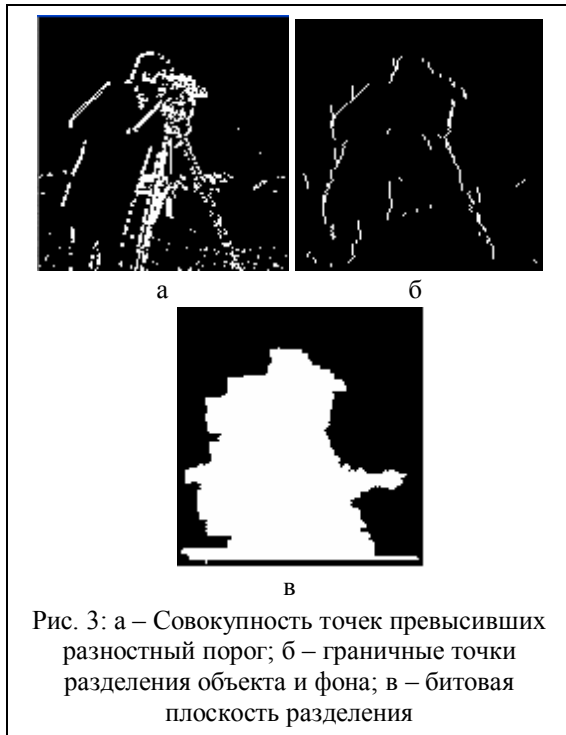 а
б
в
Рис. 3: а – Совокупность точек превысивших
разностный порог; б – граничные точки
разделения объекта и фона; в – битовая
плоскость разделения